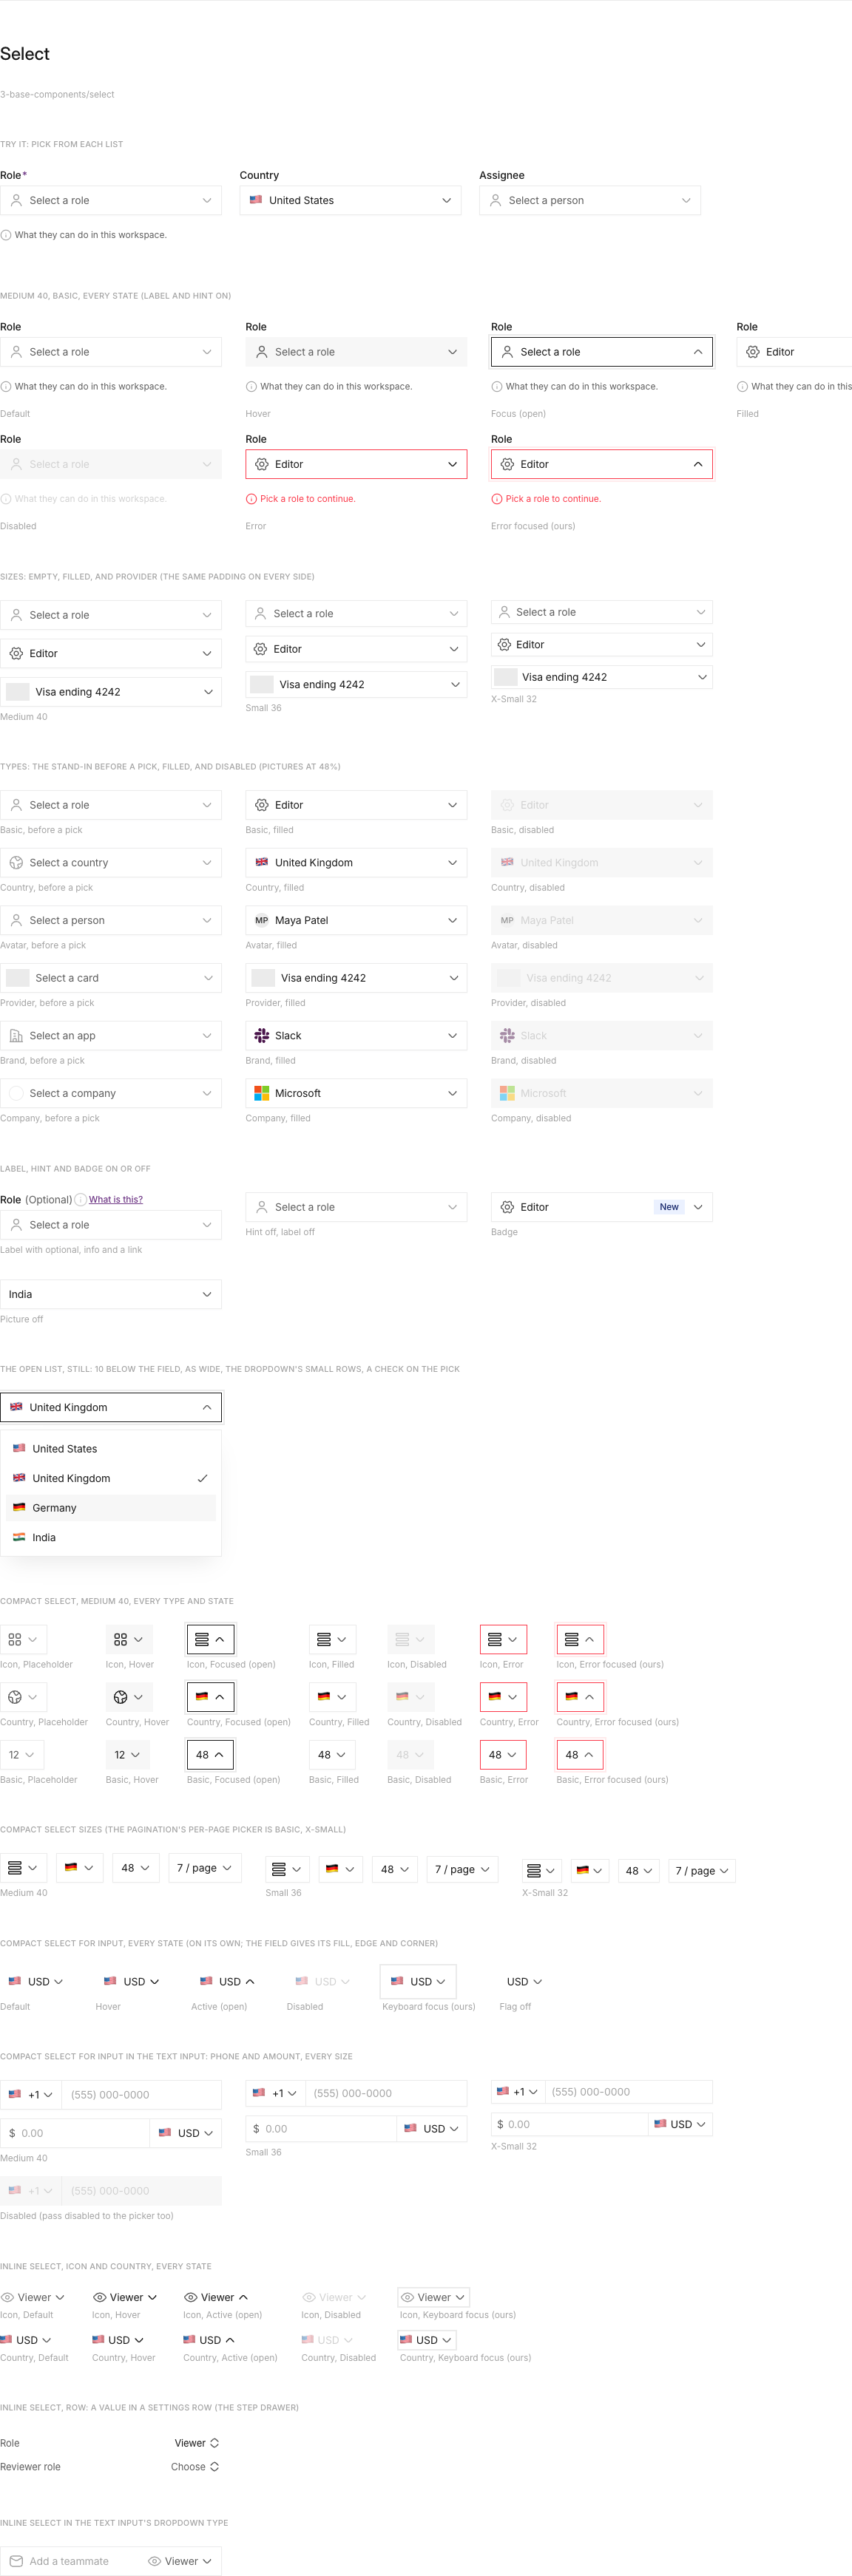 Select
3-base-components/select
TRY IT: PICK FROM EACH LIST
Role* Country Assignee
Select a role United States Select a person
What they can do in this workspace.
MEDIUM 40, BASIC, EVERY STATE (LABEL AND HINT ON)
Role Role Role Role
Select a role Select a role Select a role Editor
What they can do in this workspace. What they can do in this workspace. What they can do in this workspace. What they can do in this
Default Hover Focus (open) Filled
Role Role Role
Select a role Editor Editor
What they can do in this workspace. Pick a role to continue. Pick a role to continue.
Disabled Error Error focused (ours)
SIZES: EMPTY, FILLED, AND PROVIDER (THE SAME PADDING ON EVERY SIDE)
Select a role Select a role Select a role
Editor Editor Editor
Visa ending 4242 Visa ending 4242 Visa ending 4242
Medium 40 Small 36 X-Small 32
TYPES: THE STAND-IN BEFORE A PICK, FILLED, AND DISABLED (PICTURES AT 48%)
Select a role Editor Editor
Basic, before a pick Basic, filled Basic, disabled
Select a country United Kingdom United Kingdom
Country, before a pick Country, filled Country, disabled
Select a person MP Maya Patel MP Maya Patel
Avatar, before a pick Avatar, filled Avatar, disabled
Select a card Visa ending 4242 Visa ending 4242
Provider, before a pick Provider, filled Provider, disabled
Select an app Slack Slack
Brand, before a pick Brand, filled Brand, disabled
Select a company Microsoft Microsoft
Company, before a pick Company, filled Company, disabled
LABEL, HINT AND BADGE ON OR OFF
Role (Optional) What is this?
Select a role Select a role Editor New
Label with optional, info and a link Hint off, label off Badge
India
Picture off
THE OPEN LIST, STILL: 10 BELOW THE FIELD, AS WIDE, THE DROPDOWN'S SMALL ROWS, A CHECK ON THE PICK
United Kingdom
United States
United Kingdom
Germany
India
COMPACT SELECT, MEDIUM 40, EVERY TYPE AND STATE
Icon, Placeholder Icon, Hover Icon, Focused (open) Icon, Filled Icon, Disabled Icon, Error Icon, Error focused (ours)
Country, Placeholder Country, Hover Country, Focused (open) Country, Filled Country, Disabled Country, Error Country, Error focused (ours)
12 12 48 48 48 48 48
Basic, Placeholder Basic, Hover Basic, Focused (open) Basic, Filled Basic, Disabled Basic, Error Basic, Error focused (ours)
COMPACT SELECT SIZES (THE PAGINATION'S PER-PAGE PICKER IS BASIC, X-SMALL)
48 7 / page 48 7 / page 48 7 / page
Medium 40 Small 36 X-Small 32
COMPACT SELECT FOR INPUT, EVERY STATE (ON ITS OWN; THE FIELD GIVES ITS FILL, EDGE AND CORNER)
USD USD USD USD USD USD
Default Hover Active (open) Disabled Keyboard focus (ours) Flag off
COMPACT SELECT FOR INPUT IN THE TEXT INPUT: PHONE AND AMOUNT, EVERY SIZE
+1 (555) 000-0000 +1 (555) 000-0000 +1 (555) 000-0000
$ 0.00 USD $ 0.00 USD $ 0.00 USD
Medium 40 Small 36 X-Small 32
+1 (555) 000-0000
Disabled (pass disabled to the picker too)
INLINE SELECT, ICON AND COUNTRY, EVERY STATE
Viewer Viewer Viewer Viewer Viewer
Icon, Default Icon, Hover Icon, Active (open) Icon, Disabled Icon, Keyboard focus (ours)
USD USD USD USD USD
Country, Default Country, Hover Country, Active (open) Country, Disabled Country, Keyboard focus (ours)
INLINE SELECT, ROW: A VALUE IN A SETTINGS ROW (THE STEP DRAWER)
Role Viewer
Reviewer role Choose
INLINE SELECT IN THE TEXT INPUT'S DROPDOWN TYPE
Add a teammate Viewer